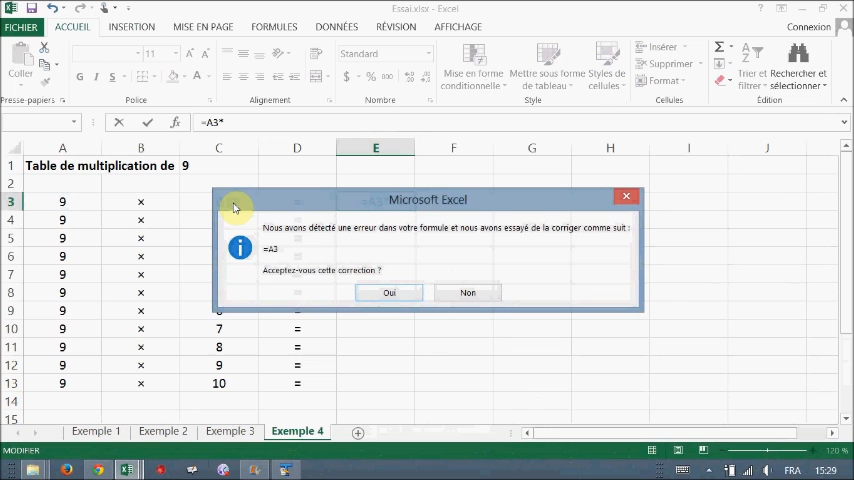 Essai.xlsx - Excel
FICHIER ACCUEIL INSERTION MISE EN PAGE FORMULES DONNÉES RÉVISION AFFICHAGE Connexion
11 Standard Insérer
Coller G I S Mise en forme conditionnelle Mettre sous forme de tableau Styles de cellules Supprimer Trier et filtrer Rechercher et sélectionner
$ % 000 Format
Presse-papiers Police Alignement Nombre Style Cellules Édition
fx =A3*
A B C D E F G H I J
1 Table de multiplication de 9
2
3 9 × =
4 9 ×
5 9 ×
6 9 ×
7 9 ×
8 9 × =
9 9 × 6 =
10 9 × 7 =
11 9 × 8 =
12 9 × 9 =
13 9 × 10 =
14
15
Microsoft Excel
Nous avons détecté une erreur dans votre formule et nous avons essayé de la corriger comme suit :
=A3
Acceptez-vous cette correction ?
Oui Non
Exemple 1 Exemple 2 Exemple 3 Exemple 4
MODIFIER 120 %
FRA 15:29